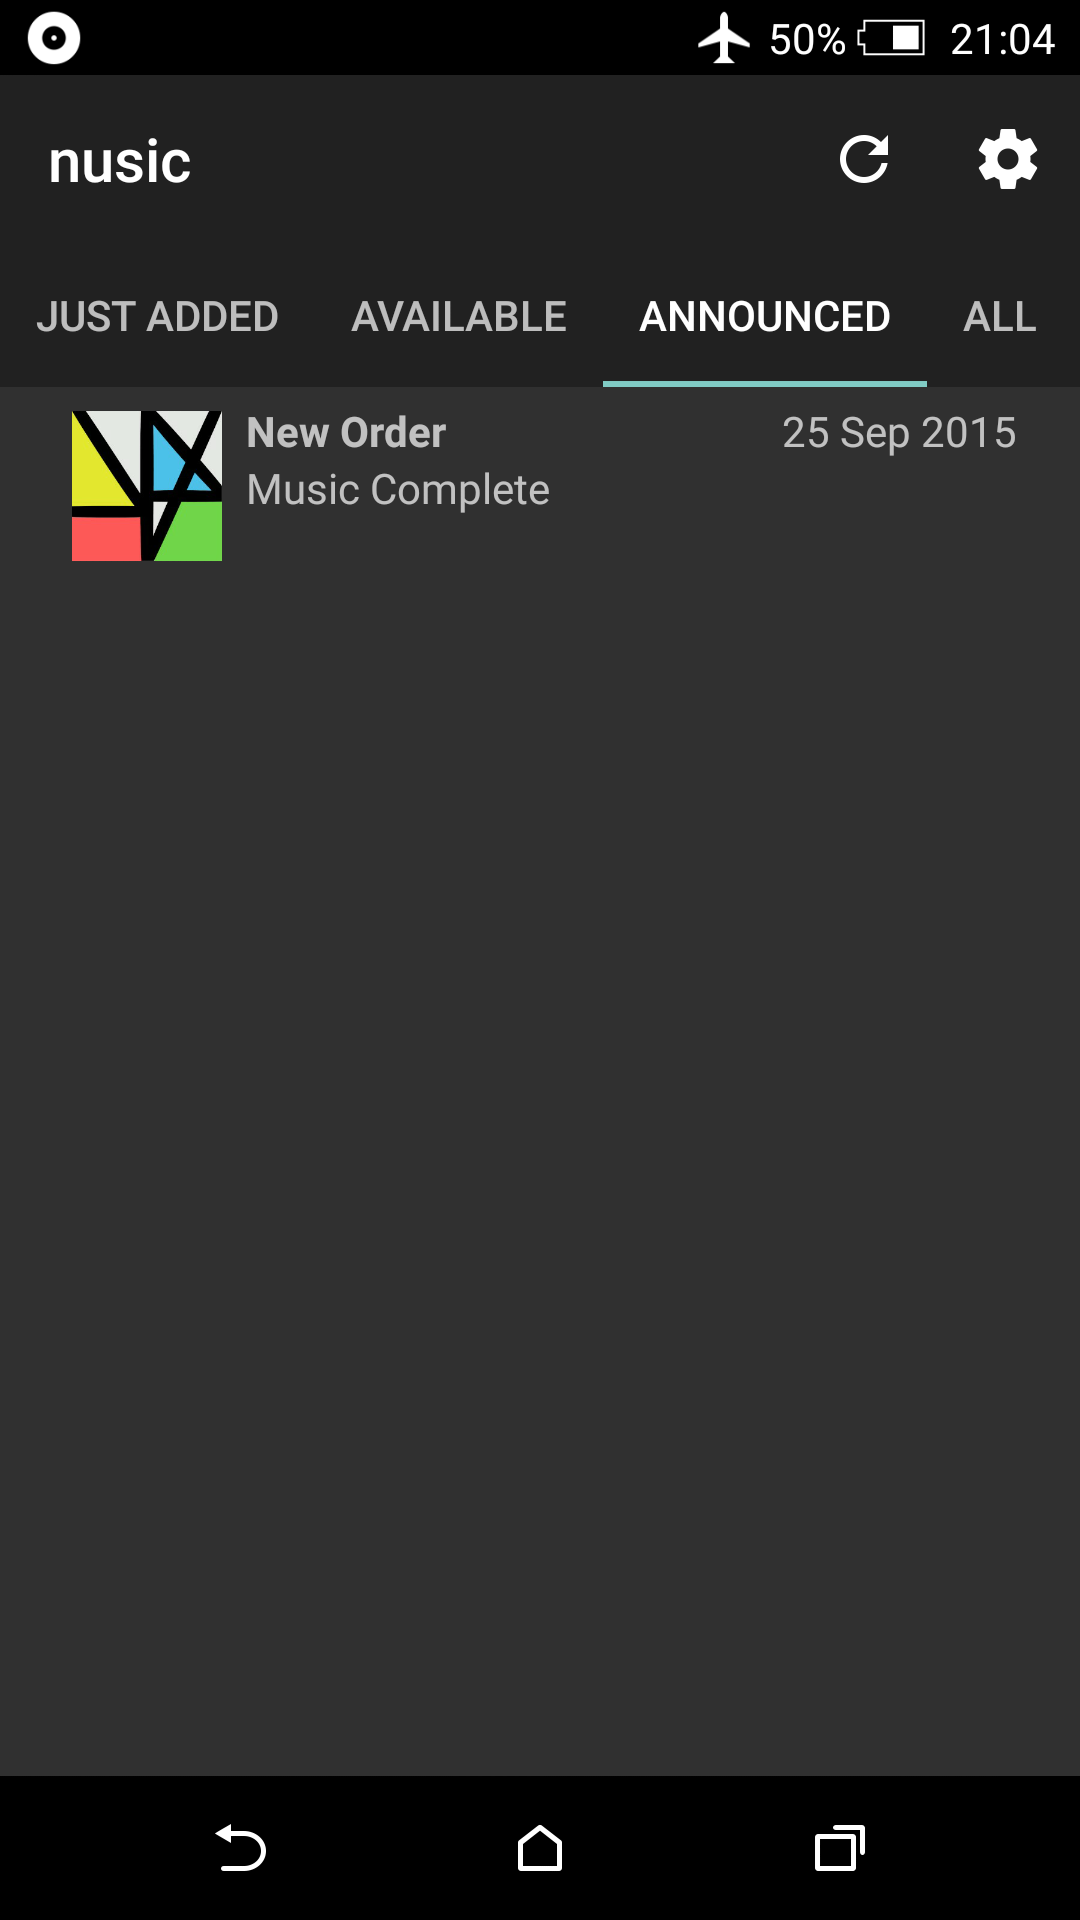 50% 21:04
nusic
JUST ADDED AVAILABLE ANNOUNCED ALL
New Order 25 Sep 2015
Music Complete